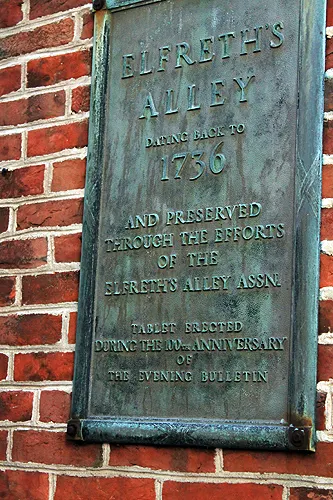 ELFRETH'S
ALLEY
DATING BACK TO
1736
AND PRESERVED
THROUGH THE EFFORTS
OF THE
ELFRETH'S ALLEY ASSN.
TABLET ERECTED
DURING THE 100TH ANNIVERSARY
OF
THE EVENING BULLETIN